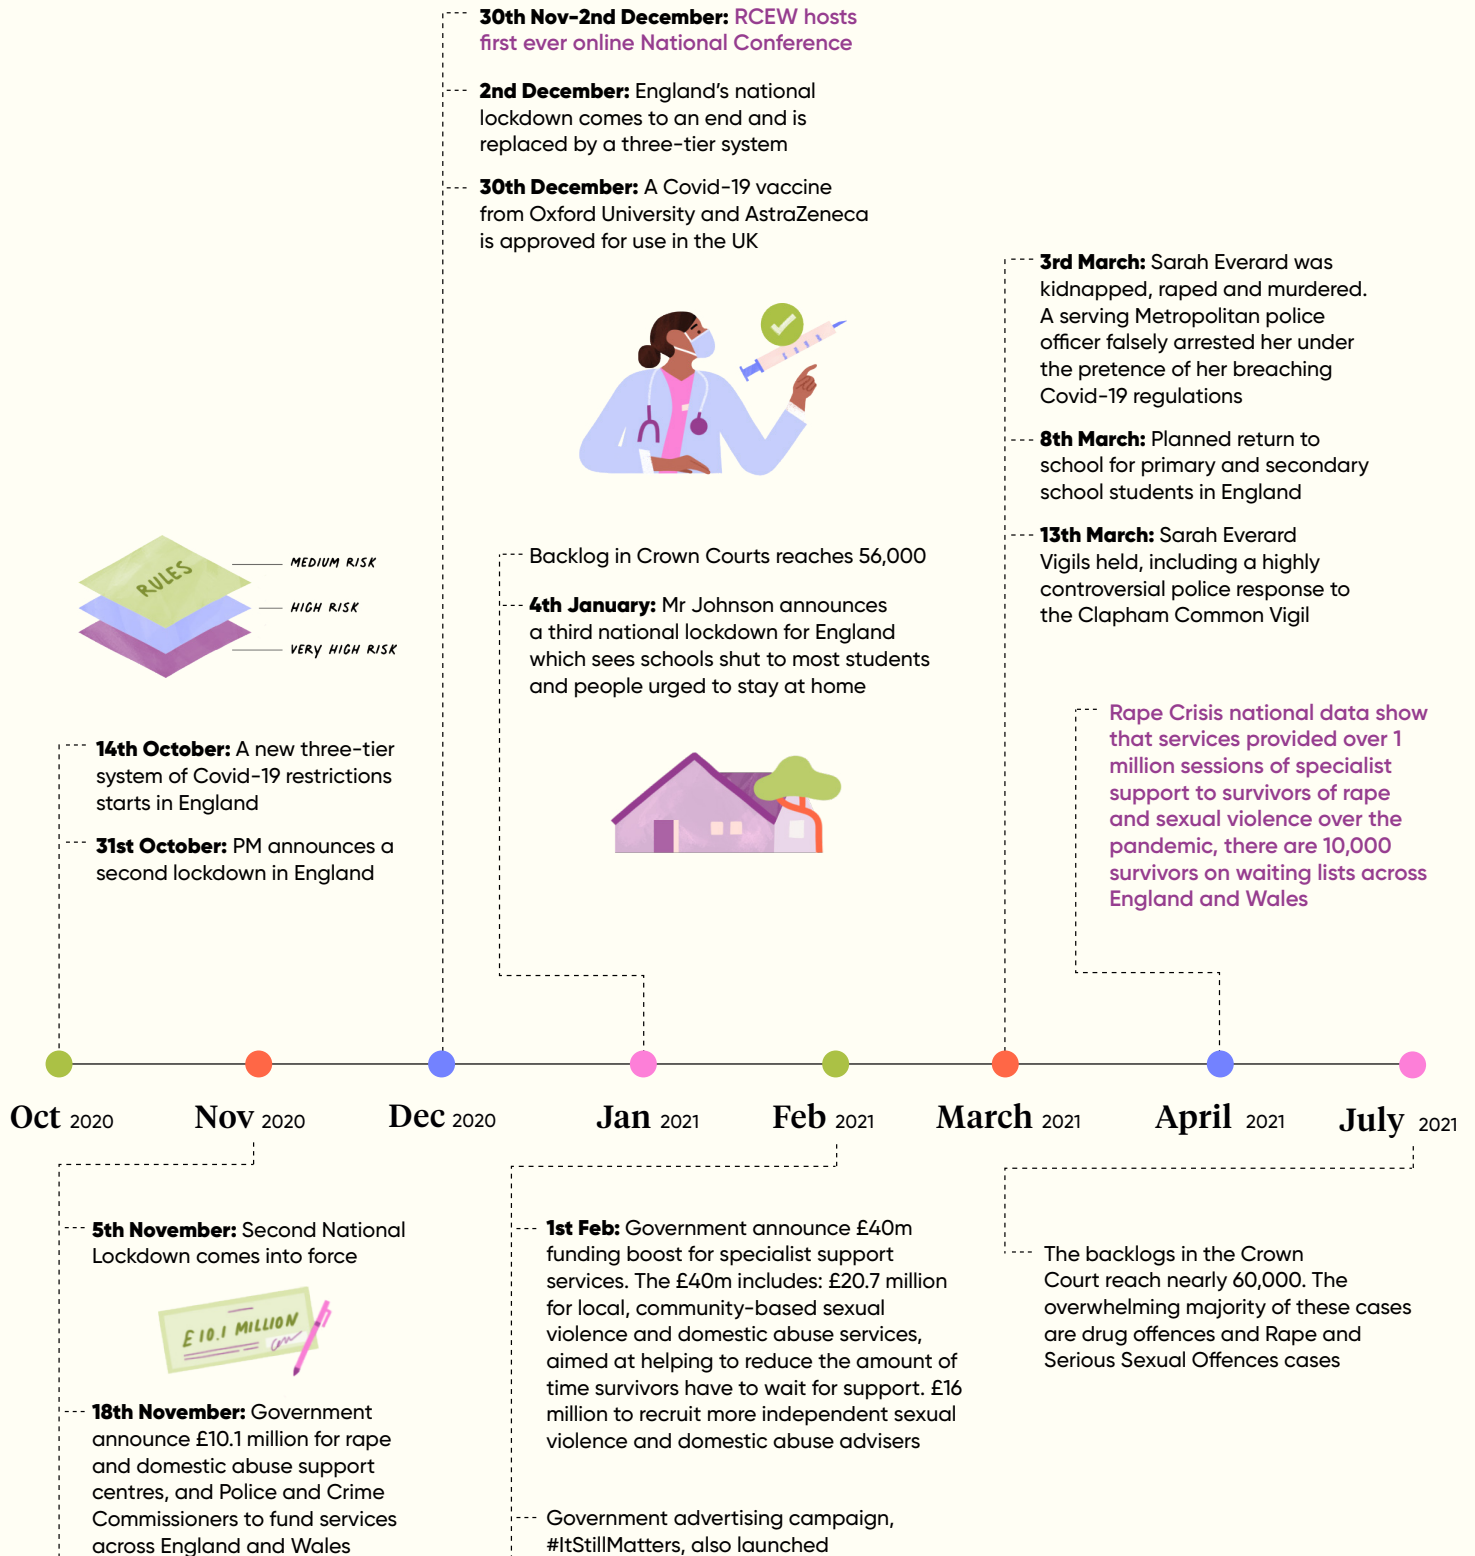 30th Nov-2nd December: RCEW hosts
first ever online National Conference
2nd December: England's national
lockdown comes to an end and is
replaced by a three-tier system
30th December: A Covid-19 vaccine
from Oxford University and AstraZeneca
is approved for use in the UK
3rd March: Sarah Everard was
kidnapped, raped and murdered.
A serving Metropolitan police
officer falsely arrested her under
the pretence of her breaching
Covid-19 regulations
8th March: Planned return to
school for primary and secondary
school students in England
13th March: Sarah Everard
Vigils held, including a highly
controversial police response to
the Clapham Common Vigil
RULES
MEDIUM RISK
HIGH RISK
VERY HIGH RISK
Backlog in Crown Courts reaches 56,000
4th January: Mr Johnson announces
a third national lockdown for England
which sees schools shut to most students
and people urged to stay at home
14th October: A new three-tier
system of Covid-19 restrictions
starts in England
31st October: PM announces a
second lockdown in England
Rape Crisis national data show
that services provided over 1
million sessions of specialist
support to survivors of rape
and sexual violence over the
pandemic, there are 10,000
survivors on waiting lists across
England and Wales
Oct 2020
Nov 2020
Dec 2020
Jan 2021
Feb 2021
March 2021
April 2021
July 2021
5th November: Second National
Lockdown comes into force
£10.1 MILLION
18th November: Government
announce £10.1 million for rape
and domestic abuse support
centres, and Police and Crime
Commissioners to fund services
across England and Wales
1st Feb: Government announce £40m
funding boost for specialist support
services. The £40m includes: £20.7 million
for local, community-based sexual
violence and domestic abuse services,
aimed at helping to reduce the amount of
time survivors have to wait for support. £16
million to recruit more independent sexual
violence and domestic abuse advisers
Government advertising campaign,
#ItStillMatters, also launched
The backlogs in the Crown
Court reach nearly 60,000. The
overwhelming majority of these cases
are drug offences and Rape and
Serious Sexual Offences cases